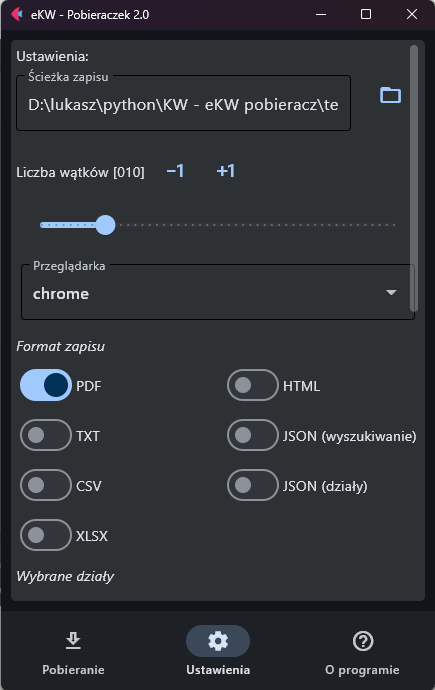 eKW - Pobieraczek 2.0
Ustawienia:
Ścieżka zapisu
D:\lukasz\python\KW - eKW pobieracz\te
Liczba wątków [010] −1 +1
Przeglądarka
chrome
Format zapisu
PDF HTML
TXT JSON (wyszukiwanie)
CSV JSON (działy)
XLSX
Wybrane działy
Pobieranie Ustawienia O programie